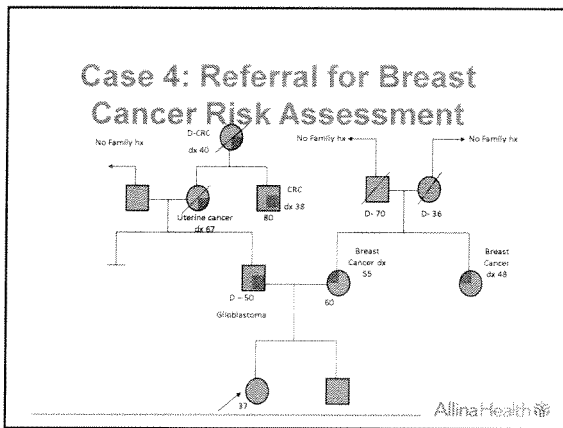 Case 4: Referral for Breast
Cancer Risk Assessment
D-CRC
dx 40
No Family hx
No Family hx
No Family hx
Uterine cancer
dx 67
CRC
dx 38
80
D- 70
D- 36
D - 50
Glioblastoma
Breast
Cancer dx
55
60
Breast
Cancer
dx 48
37
AllinaHealth